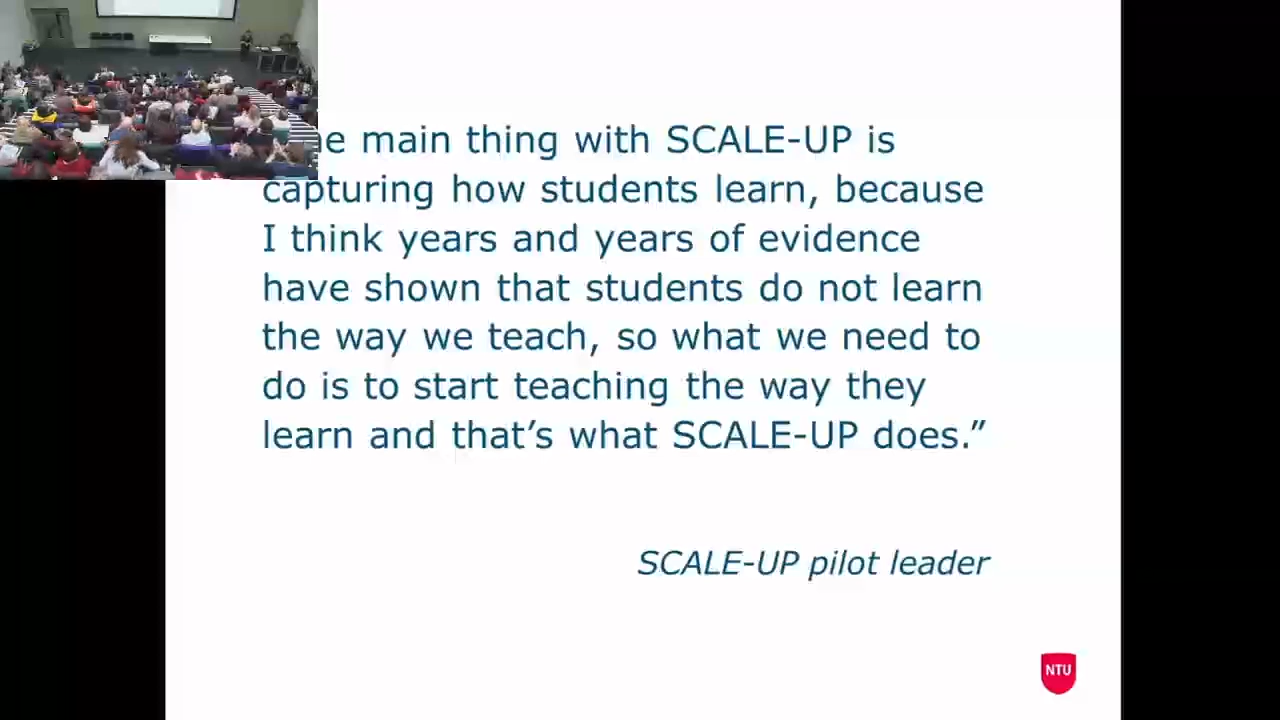 e main thing with SCALE-UP is
capturing how students learn, because
I think years and years of evidence
have shown that students do not learn
the way we teach, so what we need to
do is to start teaching the way they
learn and that’s what SCALE-UP does.”
SCALE-UP pilot leader
NTU